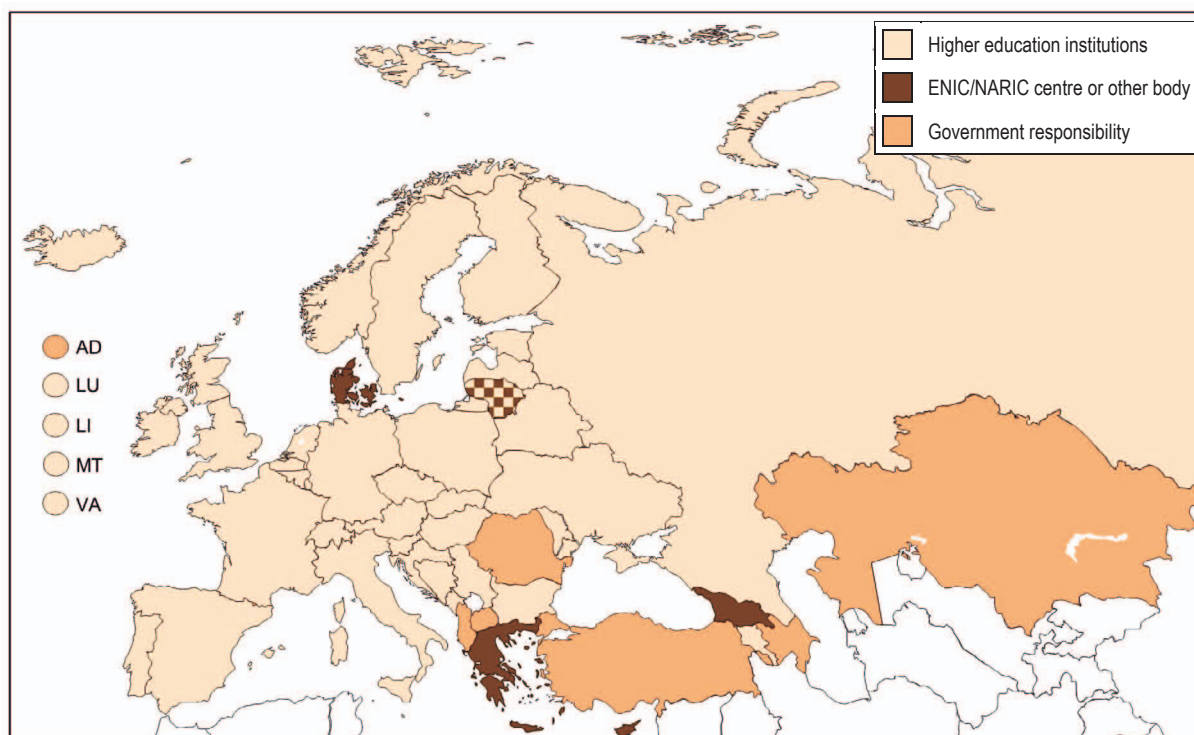 Higher education institutions
ENIC/NARIC centre or other body
Government responsibility
AD
LU
LI
MT
VA